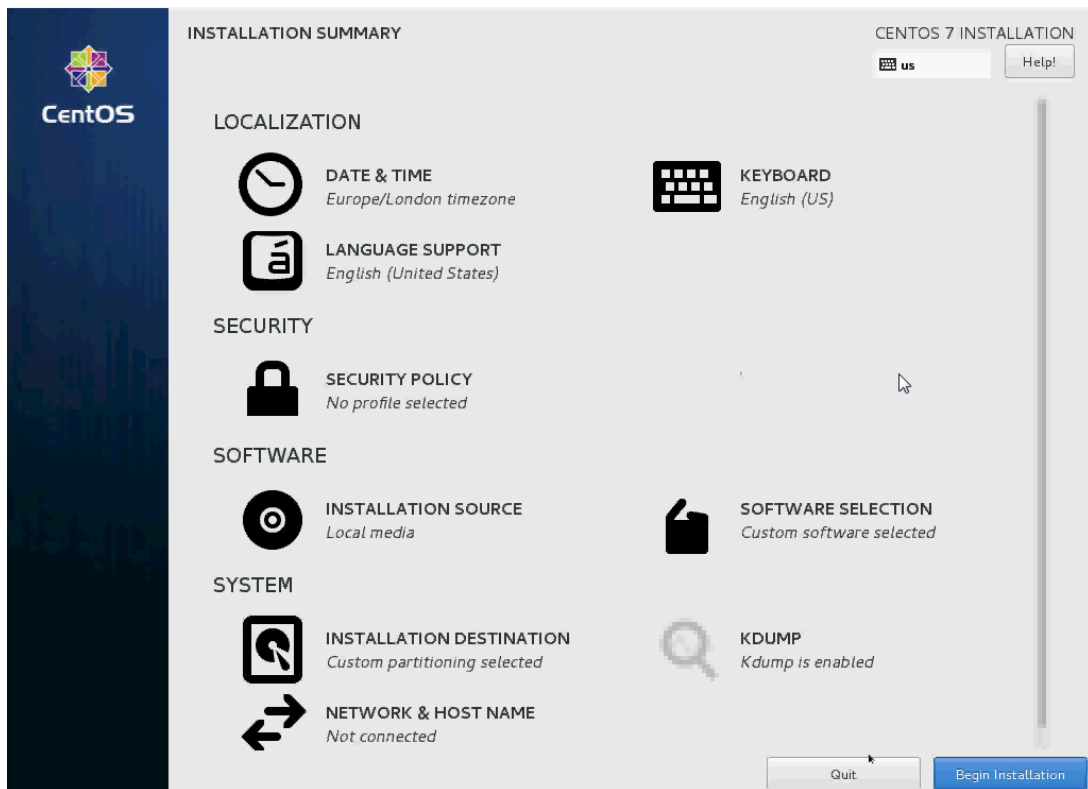 INSTALLATION SUMMARY
CENTOS 7 INSTALLATION
us
Help!
CentOS
LOCALIZATION
DATE & TIME
Europe/London timezone
KEYBOARD
English (US)
á
LANGUAGE SUPPORT
English (United States)
SECURITY
SECURITY POLICY
No profile selected
SOFTWARE
INSTALLATION SOURCE
Local media
SOFTWARE SELECTION
Custom software selected
SYSTEM
INSTALLATION DESTINATION
Custom partitioning selected
KDUMP
Kdump is enabled
NETWORK & HOST NAME
Not connected
Quit
Begin Installation